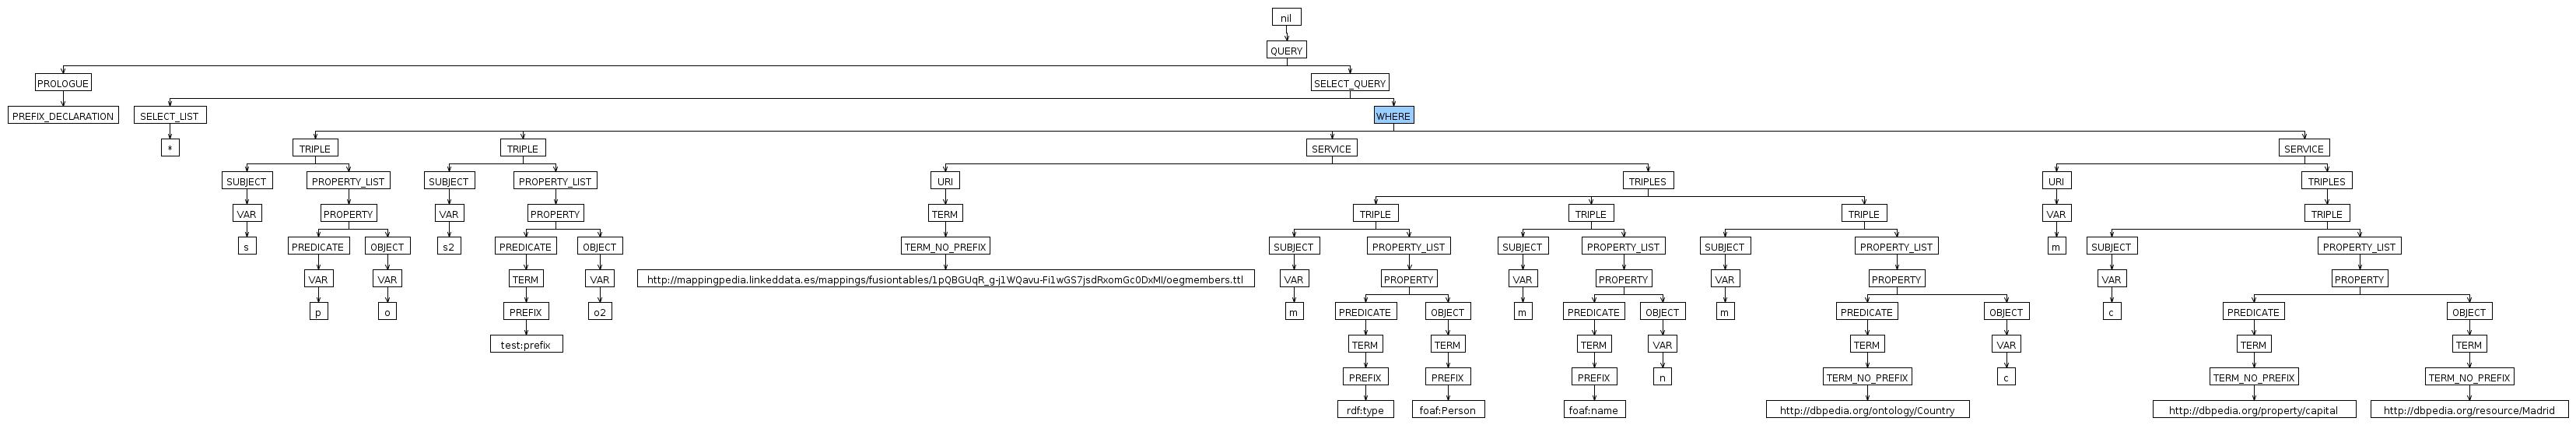 nil
QUERY
PROLOGUE SELECT_QUERY
PREFIX_DECLARATION SELECT_LIST WHERE
* TRIPLE TRIPLE SERVICE SERVICE
SUBJECT PROPERTY_LIST SUBJECT PROPERTY_LIST URI TRIPLES URI TRIPLES
VAR PROPERTY VAR PROPERTY TERM TRIPLE TRIPLE TRIPLE VAR TRIPLE
s PREDICATE OBJECT s2 PREDICATE OBJECT TERM_NO_PREFIX SUBJECT PROPERTY_LIST SUBJECT PROPERTY_LIST SUBJECT PROPERTY_LIST m SUBJECT PROPERTY_LIST
VAR VAR TERM VAR http://mappingpedia.linkeddata.es/mappings/fusiontables/1pQBGUqR_g-j1WQavu-Fi1wGS7jsdRxomGc0DxMI/oegmembers.ttl VAR PROPERTY VAR PROPERTY VAR PROPERTY VAR PROPERTY
p o PREFIX o2 m PREDICATE OBJECT m PREDICATE OBJECT m PREDICATE OBJECT c PREDICATE OBJECT
test:prefix TERM TERM TERM VAR TERM VAR TERM TERM
PREFIX PREFIX PREFIX n TERM_NO_PREFIX c TERM_NO_PREFIX TERM_NO_PREFIX
rdf:type foaf:Person foaf:name http://dbpedia.org/ontology/Country http://dbpedia.org/property/capital http://dbpedia.org/resource/Madrid